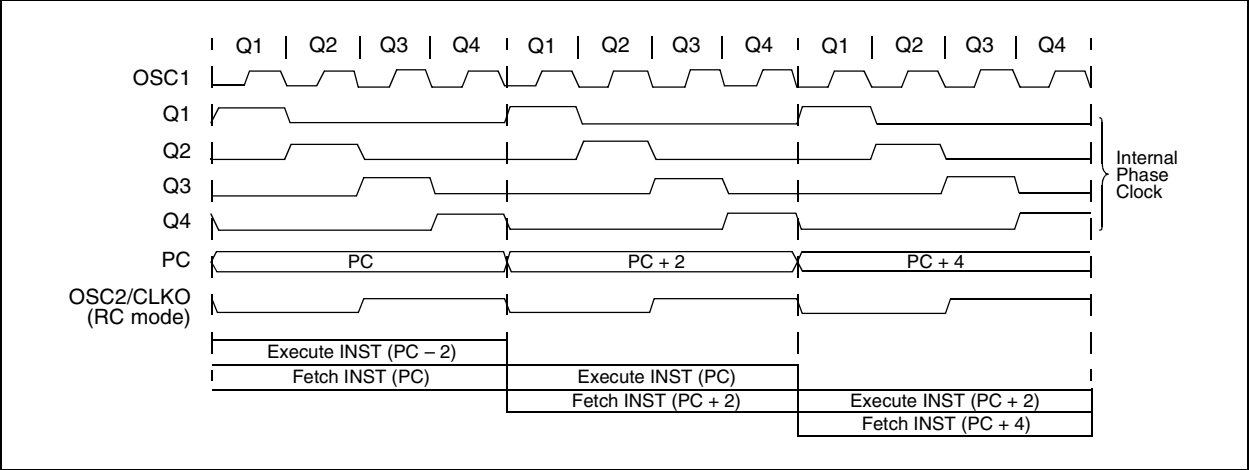 Q1 Q2 Q3 Q4 Q1 Q2 Q3 Q4 Q1 Q2 Q3 Q4
OSC1
Q1
Q2
Q3
Q4
Internal
Phase
Clock
PC PC PC + 2 PC + 4
OSC2/CLKO
(RC mode)
Execute INST (PC – 2)
Fetch INST (PC) Execute INST (PC)
Fetch INST (PC + 2) Execute INST (PC + 2)
Fetch INST (PC + 4)